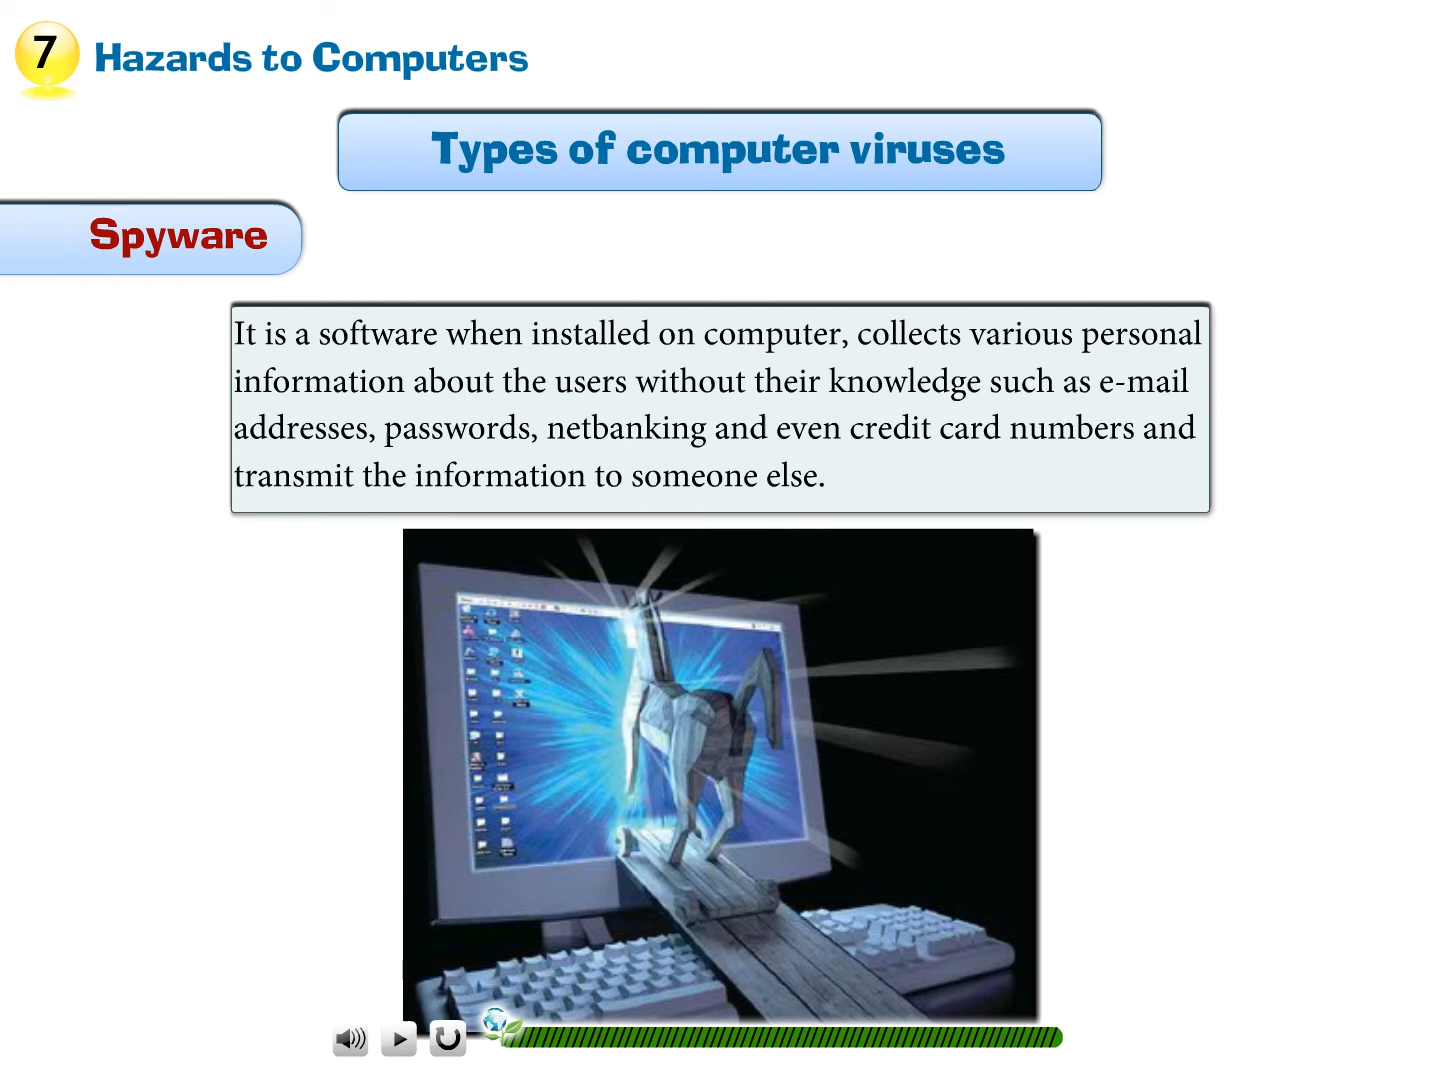 7
Hazards to Computers
Types of computer viruses
Spyware
It is a software when installed on computer, collects various personal
information about the users without their knowledge such as e-mail
addresses, passwords, netbanking and even credit card numbers and
transmit the information to someone else.